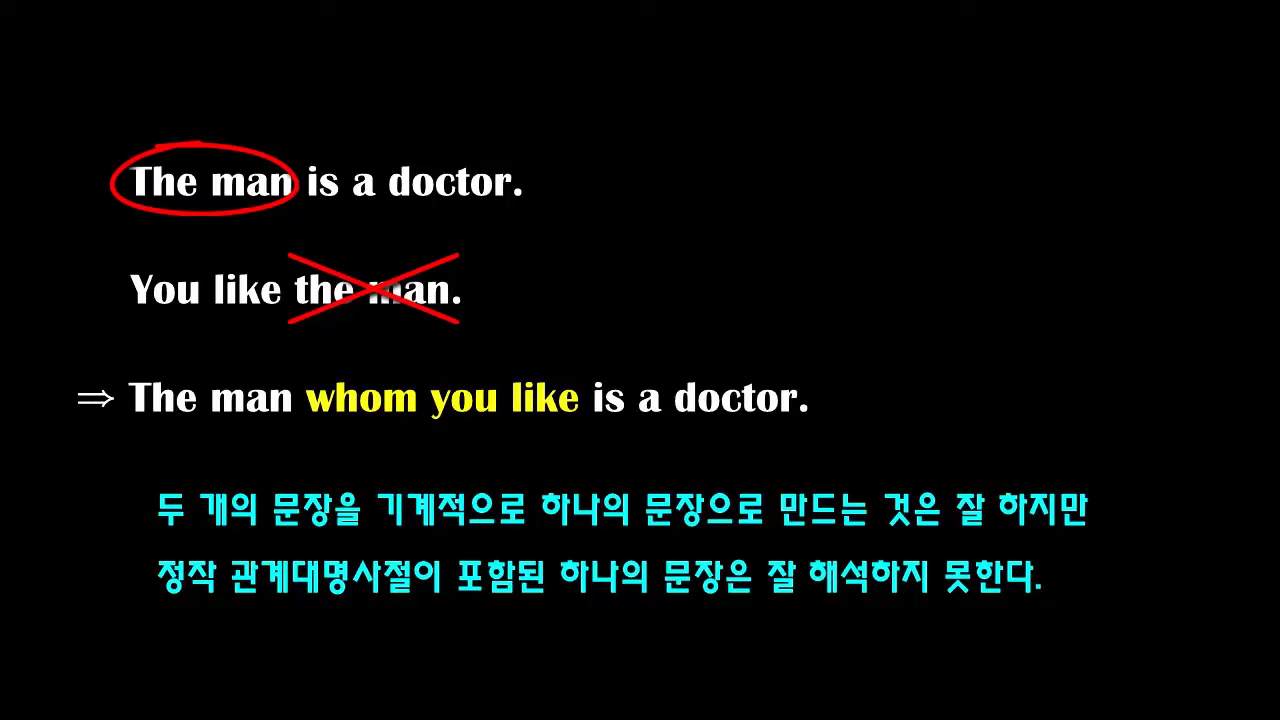 The man is a doctor.
You like the man.
⇒ The man whom you like is a doctor.
두 개의 문장을 기계적으로 하나의 문장으로 만드는 것은 잘 하지만
정작 관계대명사절이 포함된 하나의 문장은 잘 해석하지 못한다.